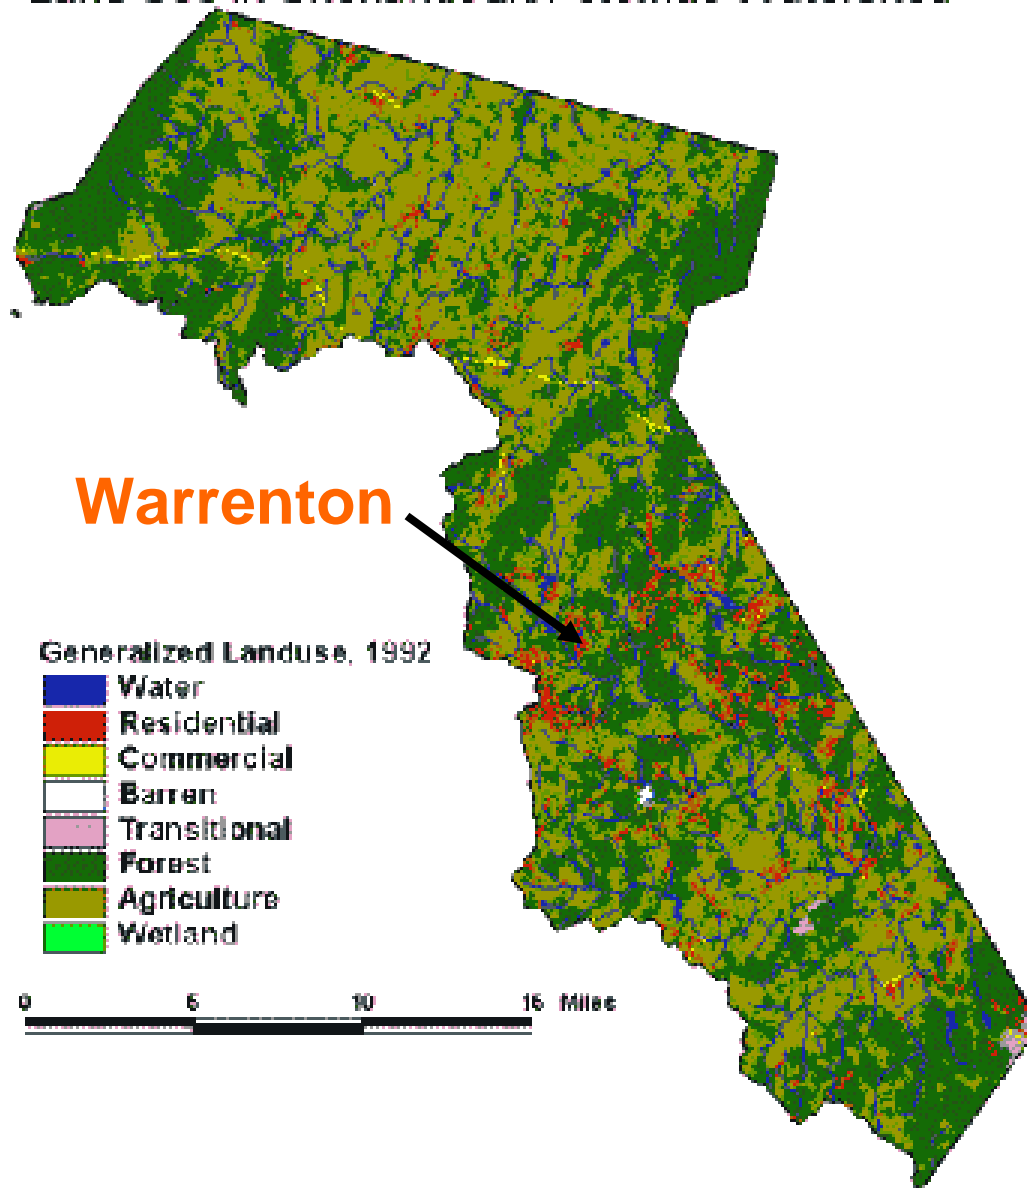 Warrenton
Generalized Landuse, 1992
Water
Residential
Commercial
Barren
Transitional
Forest
Agriculture
Wetland
0 5 10 15 Miles